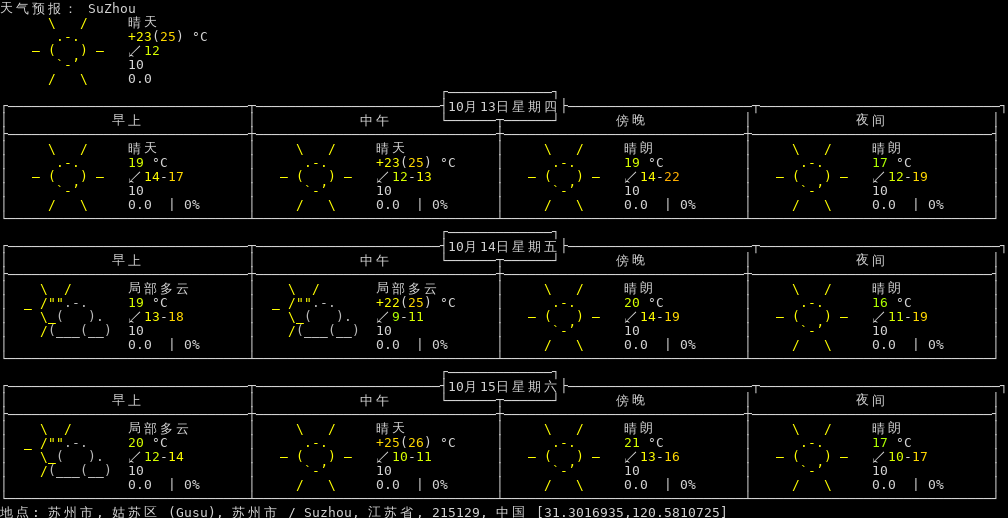 天气预报: SuZhou
晴天
+23(25) °C
↙12
10
0.0
10月13日星期四
早上 中午 傍晚 夜间
晴天 晴天 晴朗 晴朗
19 °C +23(25) °C 19 °C 17 °C
↙14-17 ↙12-13 ↙14-22 ↙12-19
10 10 10 10
0.0 | 0% 0.0 | 0% 0.0 | 0% 0.0 | 0%
10月14日星期五
早上 中午 傍晚 夜间
局部多云 局部多云 晴朗 晴朗
19 °C +22(25) °C 20 °C 16 °C
↙13-18 ↙9-11 ↙14-19 ↙11-19
10 10 10 10
0.0 | 0% 0.0 | 0% 0.0 | 0% 0.0 | 0%
10月15日星期六
早上 中午 傍晚 夜间
局部多云 晴天 晴朗 晴朗
20 °C +25(26) °C 21 °C 17 °C
↙12-14 ↙10-11 ↙13-16 ↙10-17
10 10 10 10
0.0 | 0% 0.0 | 0% 0.0 | 0% 0.0 | 0%
地点: 苏州市, 姑苏区 (Gusu), 苏州市 / Suzhou, 江苏省, 215129, 中国 [31.3016935,120.5810725]